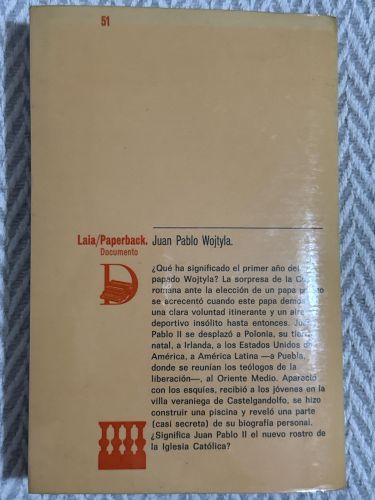 51
Laia/Paperback. Juan Pablo Wojtyla.
Documento
D
¿Qué ha significado el primer año del
papado Wojtyla? La sorpresa de la
romana ante la elección de un papa
se acrecentó cuando este papa
una clara voluntad itinerante y un
deportivo insólito hasta entonces.
Pablo II se desplazó a Polonia, su
natal, a Irlanda, a los Estados Unidos de
América, a América Latina —a Puebla,
donde se reunían los teólogos de la
liberación—, al Oriente Medio. Apareció
con los esquíes, recibió a los jóvenes en la
villa veraniega de Castelgandolfo, se hizo
construir una piscina y reveló una parte
(casi secreta) de su biografía personal.
¿Significa Juan Pablo II el nuevo rostro de
la Iglesia Católica?